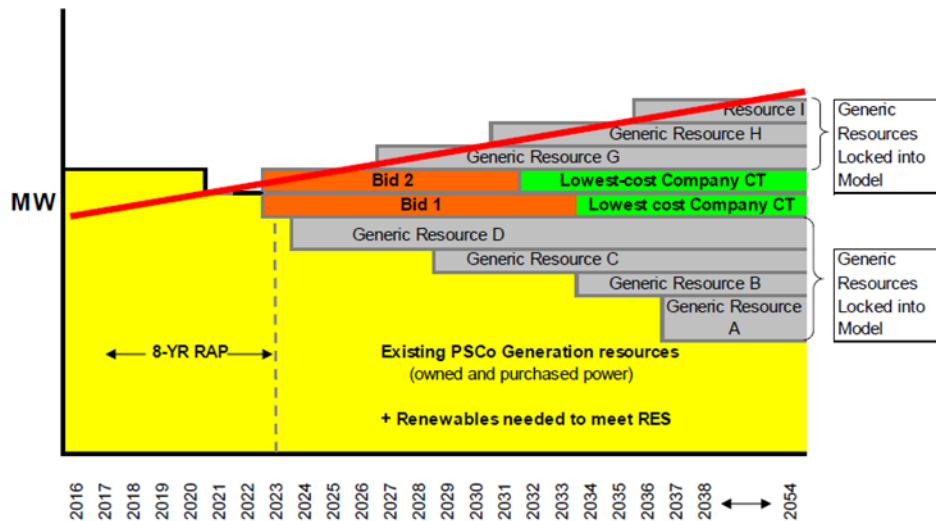 Resource I
Generic Resource H
Generic Resource G
Bid 2
Lowest-cost Company CT
Bid 1
Lowest cost Company CT
Generic Resource D
Generic Resource C
Generic Resource B
Generic Resource
A
Generic
Resources
Locked into
Model
Generic
Resources
Locked into
Model
MW
8-YR RAP
Existing PSCo Generation resources
(owned and purchased power)
+ Renewables needed to meet RES
2016
2017
2018
2019
2020
2021
2022
2023
2024
2025
2026
2027
2028
2029
2030
2031
2032
2033
2034
2035
2036
2037
2038
2054